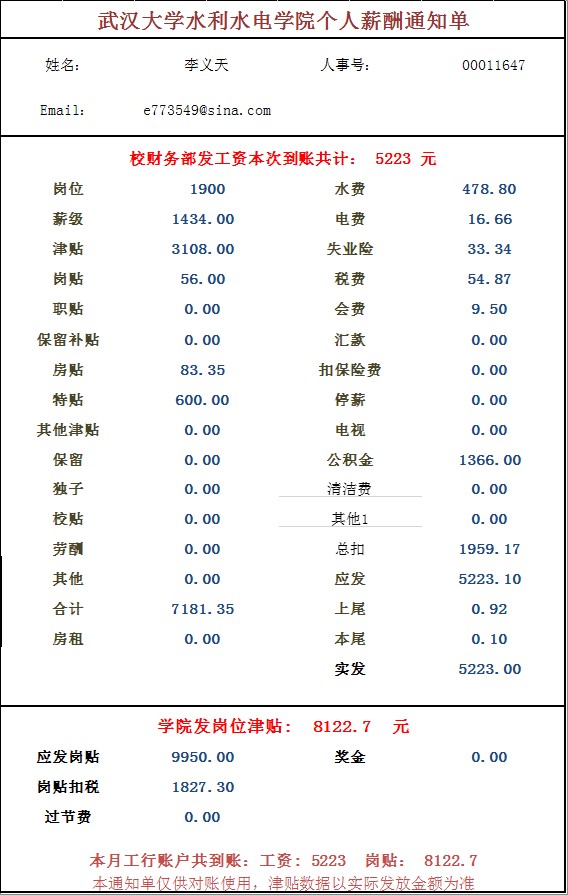 武汉大学水利水电学院个人薪酬通知单
姓名： 李义天 人事号： 00011647
Email： e773549@sina.com
校财务部发工资本次到账共计： 5223 元
岗位 1900 水费 478.80
薪级 1434.00 电费 16.66
津贴 3108.00 失业险 33.34
岗贴 56.00 税费 54.87
职贴 0.00 会费 9.50
保留补贴 0.00 汇款 0.00
房贴 83.35 扣保险费 0.00
特贴 600.00 停薪 0.00
其他津贴 0.00 电视 0.00
保留 0.00 公积金 1366.00
独子 0.00 清洁费 0.00
校贴 0.00 其他1 0.00
劳酬 0.00 总扣 1959.17
其他 0.00 应发 5223.10
合计 7181.35 上尾 0.92
房租 0.00 本尾 0.10
实发 5223.00
学院发岗位津贴： 8122.7 元
应发岗贴 9950.00 奖金 0.00
岗贴扣税 1827.30
过节费 0.00
本月工行账户共到账：工资： 5223 岗贴： 8122.7
本通知单仅供对账使用，津贴数据以实际发放金额为准